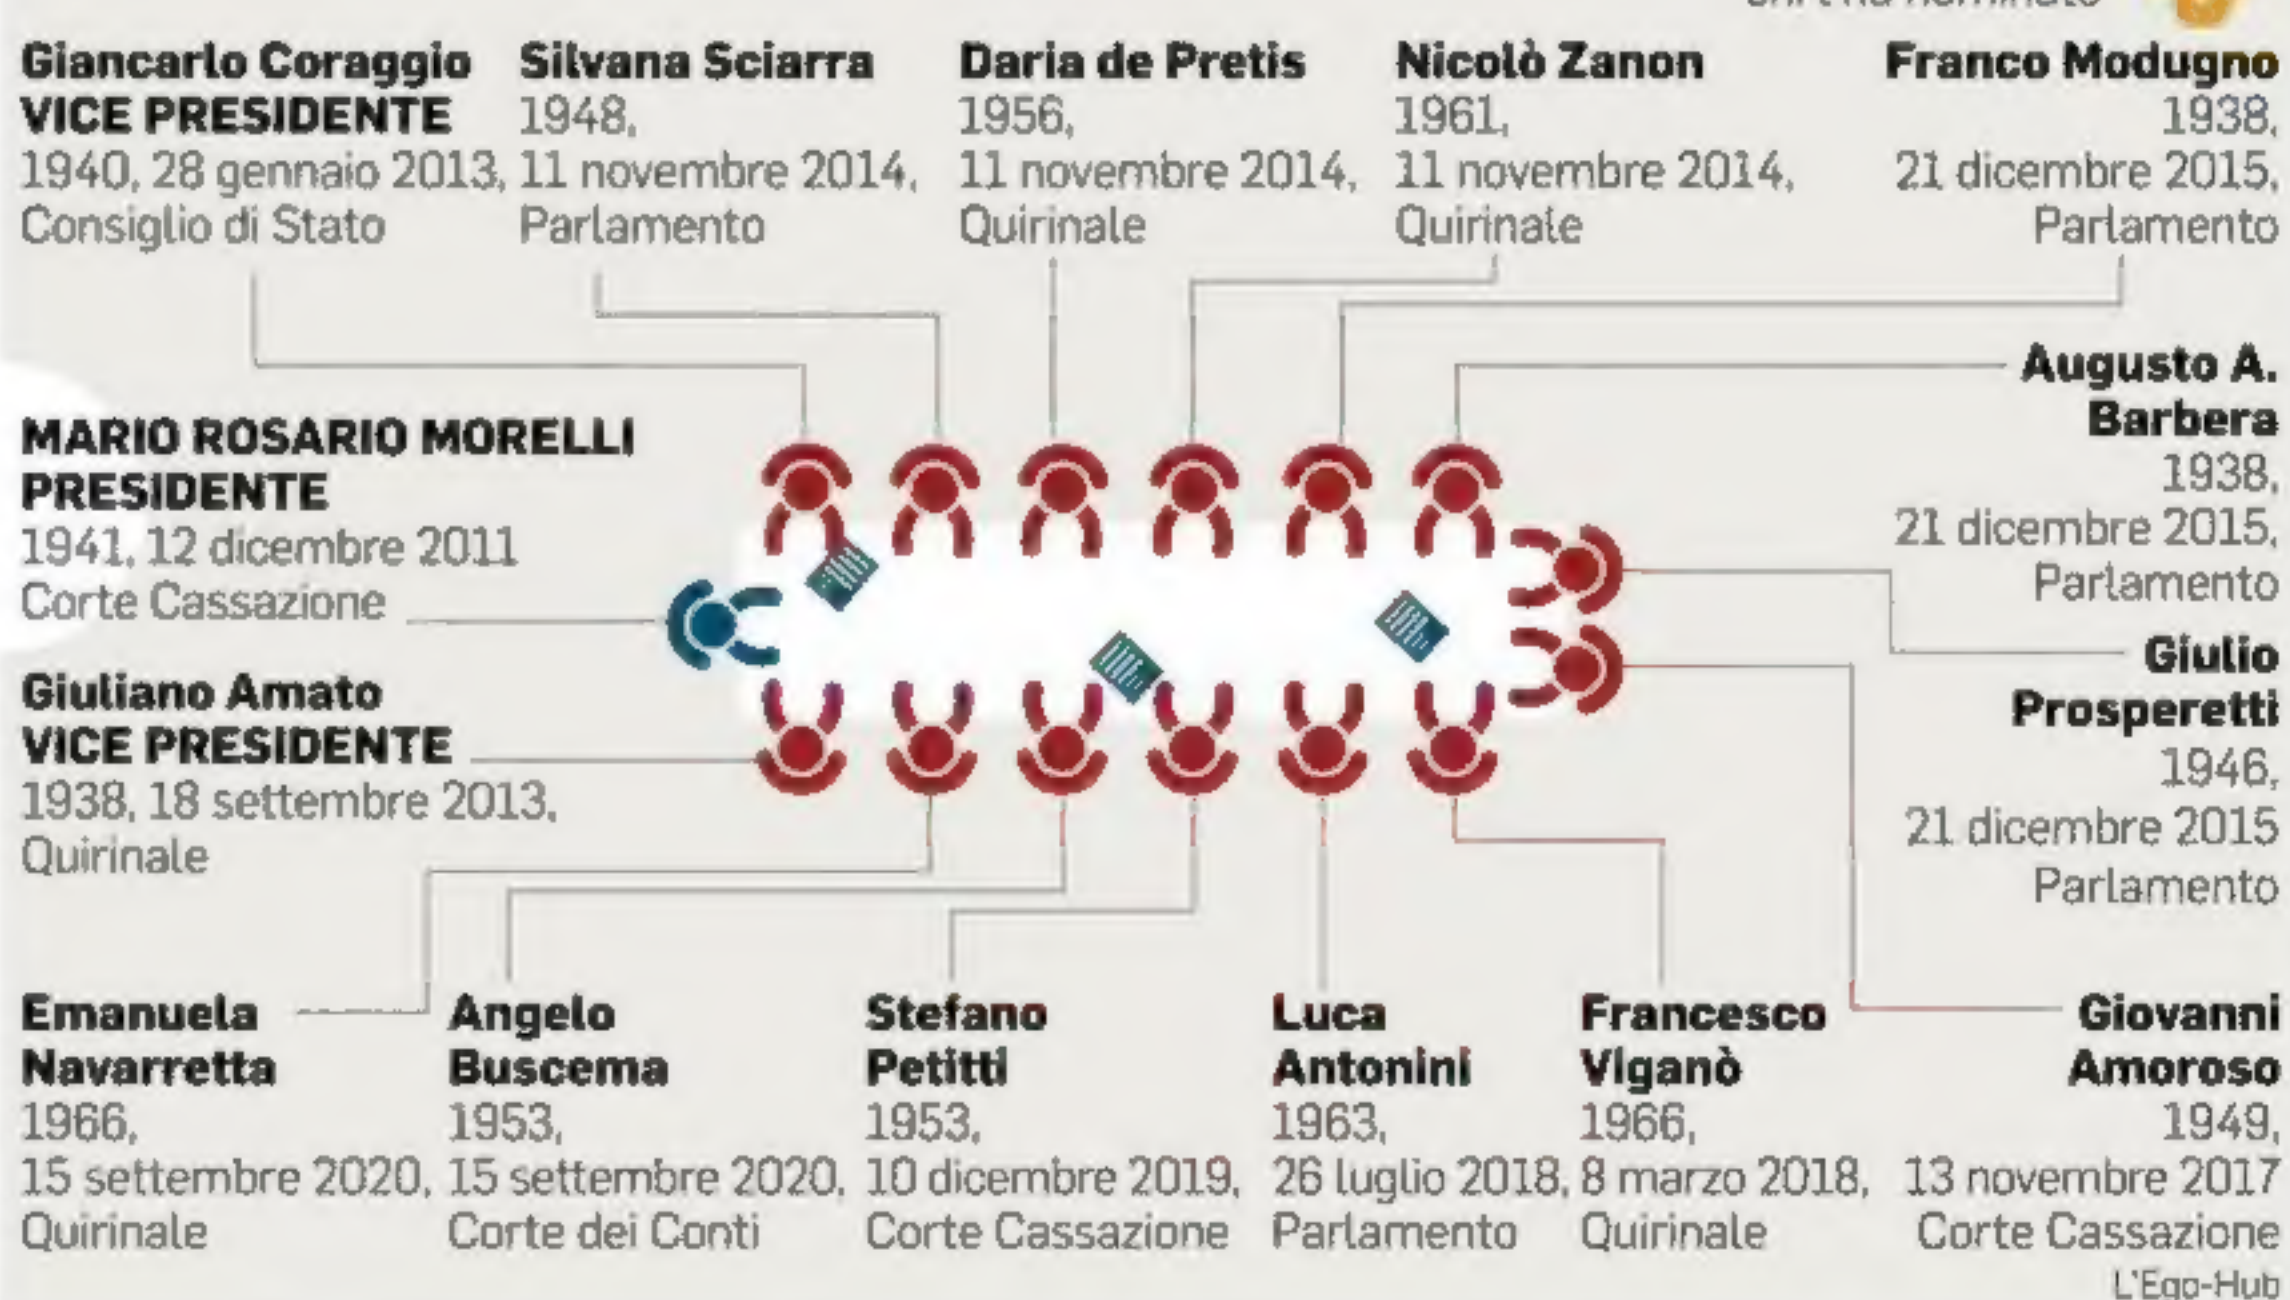 ha nominato
Giancarlo Coraggio
VICE PRESIDENTE
1940, 28 gennaio 2013,
Consiglio di Stato
Silvana Sciarra
1948,
11 novembre 2014,
Parlamento
Daria de Pretis
1956,
11 novembre 2014,
Quirinale
Nicolò Zanon
1961,
11 novembre 2014,
Quirinale
Franco Modugno
1938,
21 dicembre 2015,
Parlamento
Augusto A.
Barbera
1938,
21 dicembre 2015,
Parlamento
MARIO ROSARIO MORELLI
PRESIDENTE
1941, 12 dicembre 2011
Corte Cassazione
Giuliano Amato
VICE PRESIDENTE
1938, 18 settembre 2013,
Quirinale
Giulio
Prosperetti
1946,
21 dicembre 2015
Parlamento
Emanuela
Navarretta
1966,
15 settembre 2020,
Quirinale
Angelo
Buscema
1953,
15 settembre 2020,
Corte dei Conti
Stefano
Petitti
1953,
10 dicembre 2019,
Corte Cassazione
Luca
Antonini
1963,
26 luglio 2018,
Parlamento
Francesco
Viganò
1966,
8 marzo 2018,
Quirinale
Giovanni
Amoroso
1949,
13 novembre 2017
Corte Cassazione
L'Ego-Hub